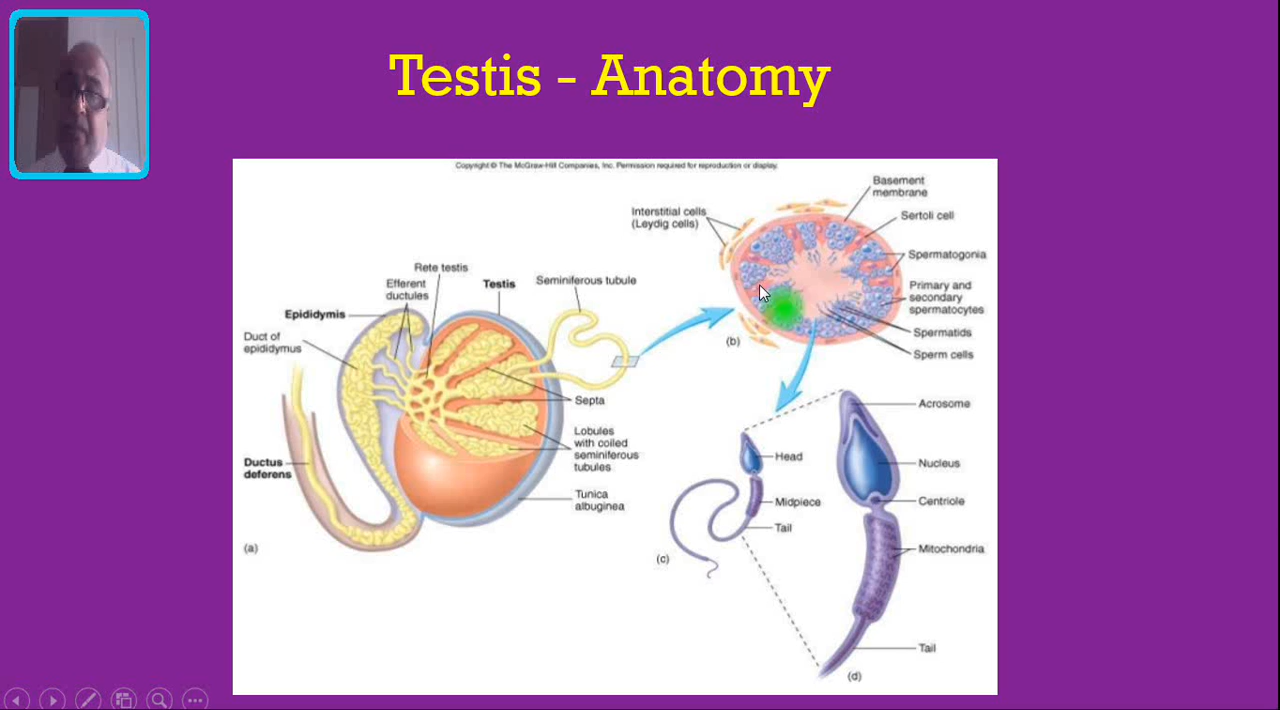 Testis - Anatomy
Copyright © The McGraw-Hill Companies, Inc. Permission required for reproduction or display.
Basement
membrane
Interstitial cells
(Leydig cells)
Sertoli cell
Spermatogonia
Rete testis
Efferent
ductules
Testis
Seminiferous tubule
Primary and
secondary
spermatocytes
Epididymis
Duct of
epididymus
Spermatids
(b)
Sperm cells
Septa
Acrosome
Lobules
with coiled
seminiferous
tubules
Head
Nucleus
Ductus
deferens
Tunica
albuginea
Midpiece
Centriole
Tail
(a)
(c)
Mitochondria
Tail
(d)